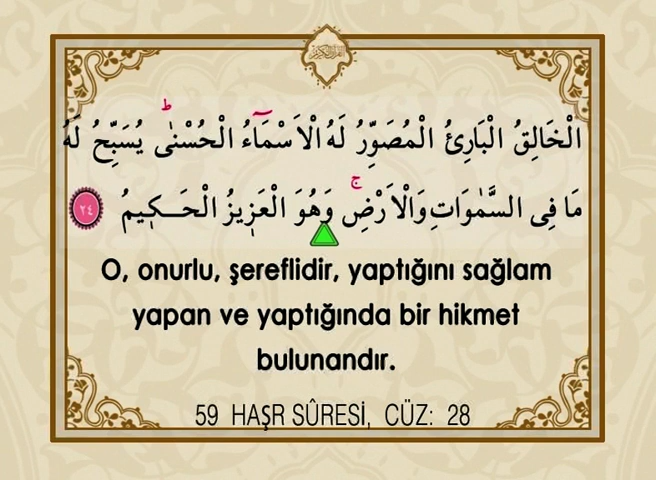 الْخَالِقُ الْبَارِئُ الْمُصَوِّرُ لَهُ الْاَسْمَٓاءُ الْحُسْنٰىۜ يُسَبِّحُ لَهُ
مَا فِى السَّمٰوَاتِ وَالْاَرْضِۚ وَهُوَ الْعَزٖيزُ الْحَـكٖيمُ ٢٤
O, onurlu, şereflidir, yaptığını sağlam
yapan ve yaptığında bir hikmet
bulunandır.
59 HAŞR SÛRESİ, CÜZ: 28